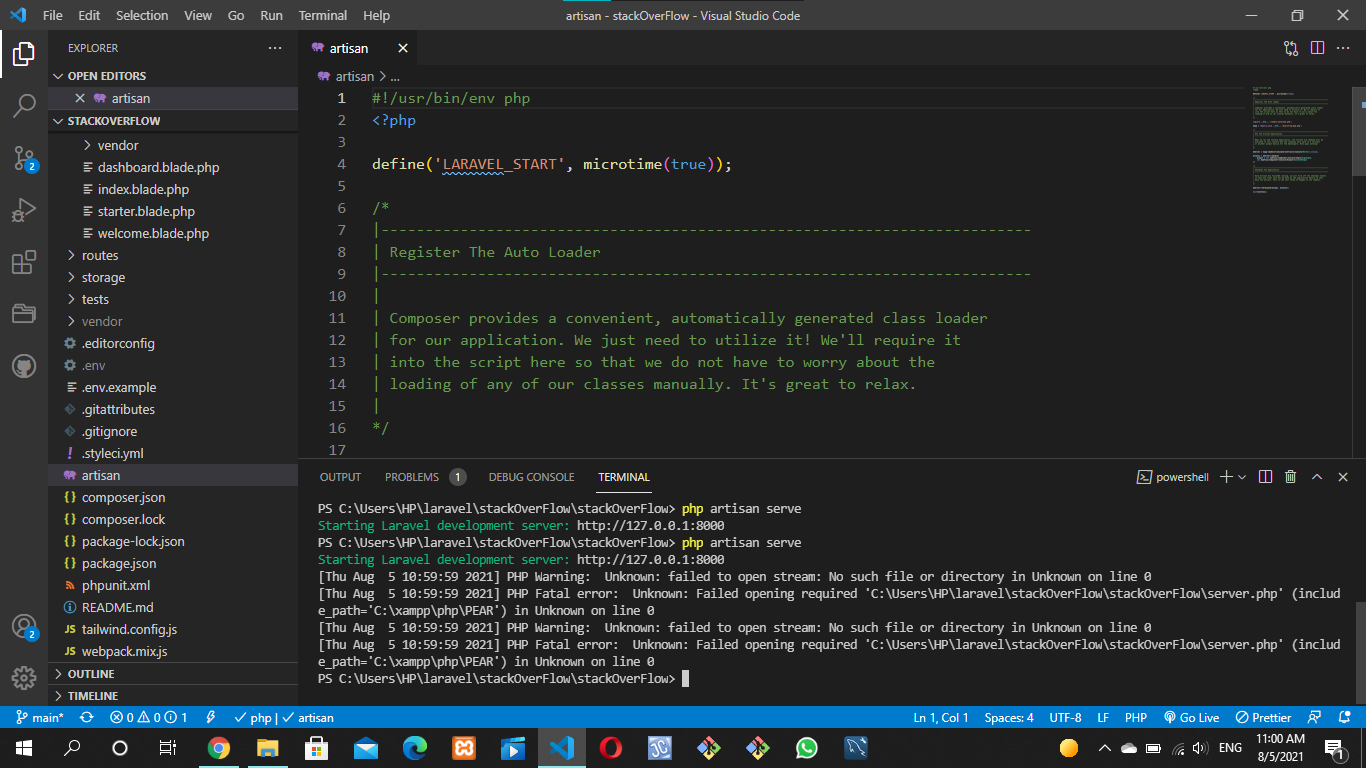 File Edit Selection View Go Run Terminal Help
artisan - stackOverFlow - Visual Studio Code
EXPLORER
OPEN EDITORS
artisan
STACKOVERFLOW
vendor
dashboard.blade.php
index.blade.php
starter.blade.php
welcome.blade.php
routes
storage
tests
vendor
.editorconfig
.env
.env.example
.gitattributes
.gitignore
.styleci.yml
artisan
composer.json
composer.lock
package-lock.json
package.json
phpunit.xml
README.md
JS tailwind.config.js
JS webpack.mix.js
OUTLINE
TIMELINE
2
2
artisan
artisan > ...
1 #!/usr/bin/env php
2 <?php
3
4 define('LARAVEL_START', microtime(true));
5
6 /*
7 |--------------------------------------------------------------------------
8 | Register The Auto Loader
9 |--------------------------------------------------------------------------
10 |
11 | Composer provides a convenient, automatically generated class loader
12 | for our application. We just need to utilize it! We'll require it
13 | into the script here so that we do not have to worry about the
14 | loading of any of our classes manually. It's great to relax.
15 |
16 */
17
OUTPUT PROBLEMS 1 DEBUG CONSOLE TERMINAL
powershell
PS C:\Users\HP\laravel\stackOverFlow\stackOverFlow> php artisan serve
Starting Laravel development server: http://127.0.0.1:8000
PS C:\Users\HP\laravel\stackOverFlow\stackOverFlow> php artisan serve
Starting Laravel development server: http://127.0.0.1:8000
[Thu Aug  5 10:59:59 2021] PHP Warning:  Unknown: failed to open stream: No such file or directory in Unknown on line 0
[Thu Aug  5 10:59:59 2021] PHP Fatal error:  Unknown: Failed opening required 'C:\Users\HP\laravel\stackOverFlow\stackOverFlow\server.php' (includ
e_path='C:\xampp\php\PEAR') in Unknown on line 0
[Thu Aug  5 10:59:59 2021] PHP Warning:  Unknown: failed to open stream: No such file or directory in Unknown on line 0
[Thu Aug  5 10:59:59 2021] PHP Fatal error:  Unknown: Failed opening required 'C:\Users\HP\laravel\stackOverFlow\stackOverFlow\server.php' (includ
e_path='C:\xampp\php\PEAR') in Unknown on line 0
PS C:\Users\HP\laravel\stackOverFlow\stackOverFlow>
main* 0 0 1 php | artisan
Ln 1, Col 1 Spaces: 4 UTF-8 LF PHP Go Live Prettier
ENG
11:00 AM
8/5/2021
1